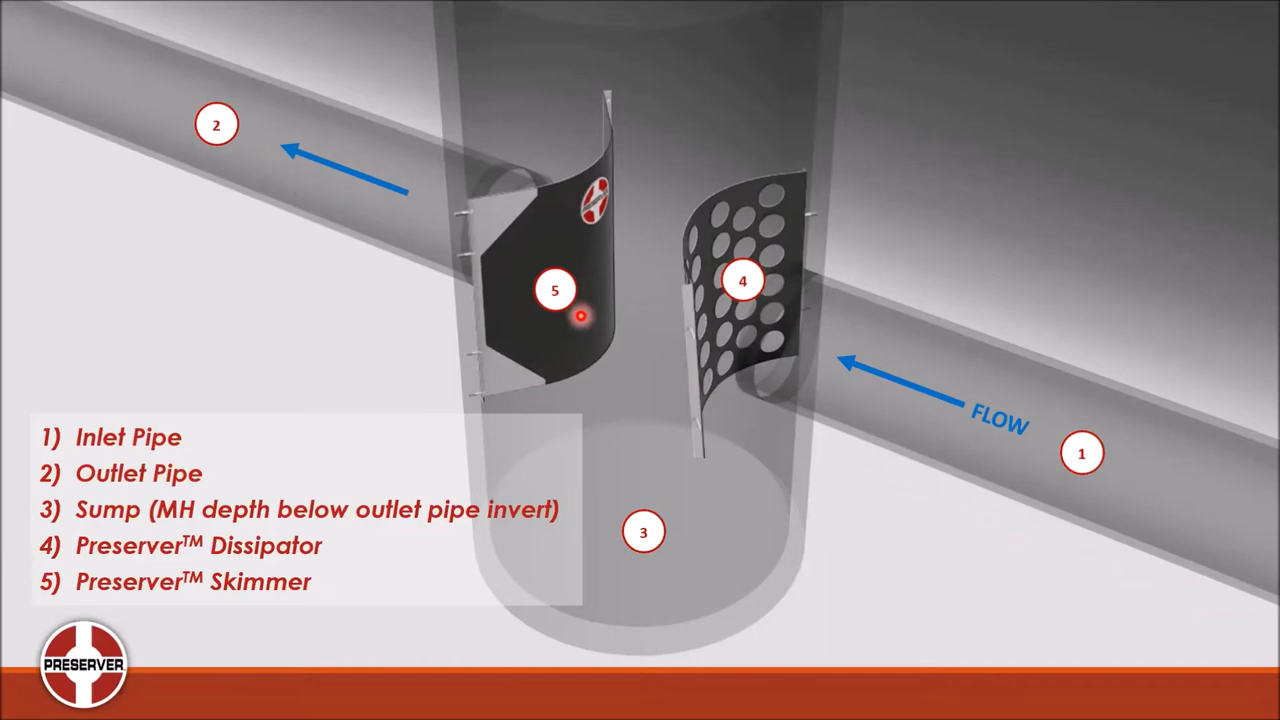 2
5
4
FLOW
1
3
1) Inlet Pipe
2) Outlet Pipe
3) Sump (MH depth below outlet pipe invert)
4) Preserver™ Dissipator
5) Preserver™ Skimmer
PRESERVER